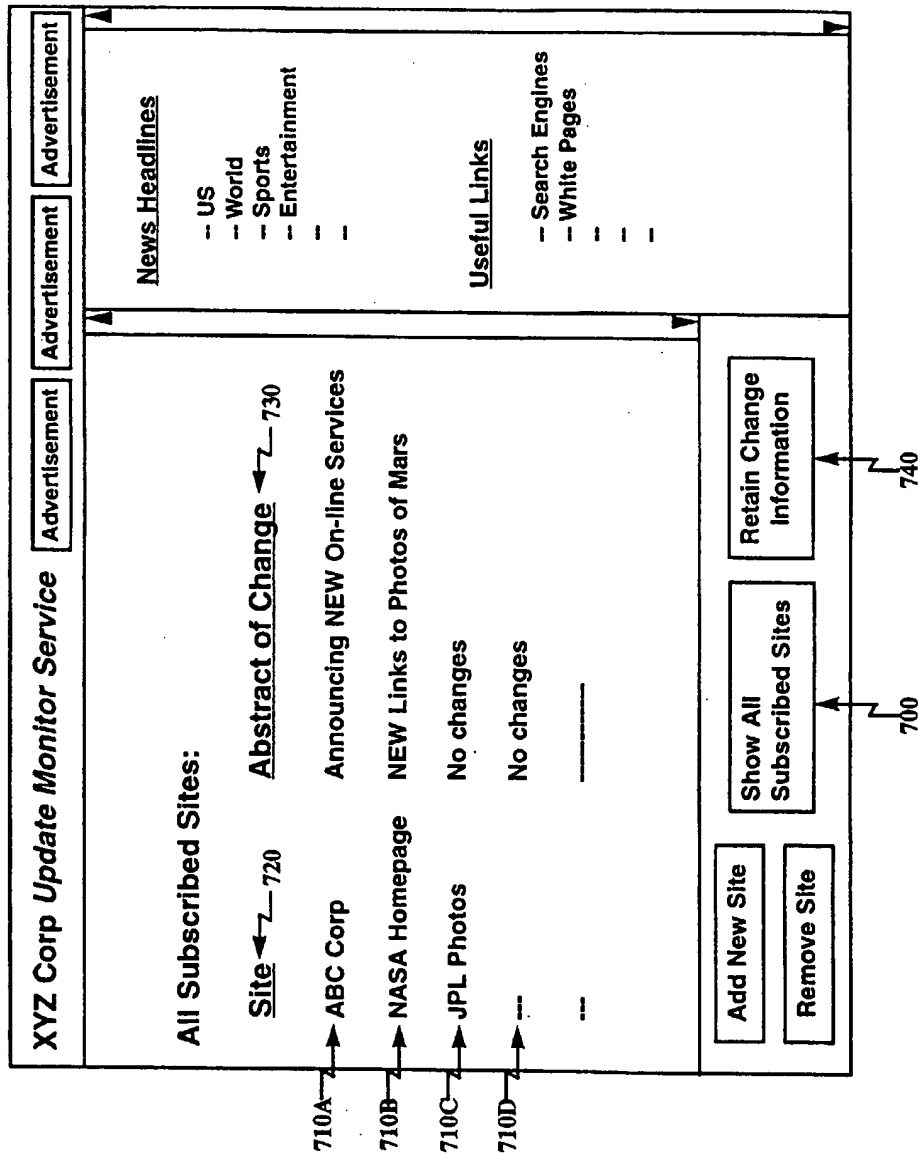 XYZ Corp Update Monitor Service
Advertisement
Advertisement
Advertisement
All Subscribed Sites:
Site
720
Abstract of Change
730
710A
ABC Corp
Announcing NEW On-line Services
710B
NASA Homepage
NEW Links to Photos of Mars
710C
JPL Photos
No changes
710D
---
No changes
---
----------
News Headlines
-- US
-- World
-- Sports
-- Entertainment
--
--
Useful Links
-- Search Engines
-- White Pages
--
--
--
Add New Site
Remove Site
Show All
Subscribed Sites
Retain Change
Information
700
740